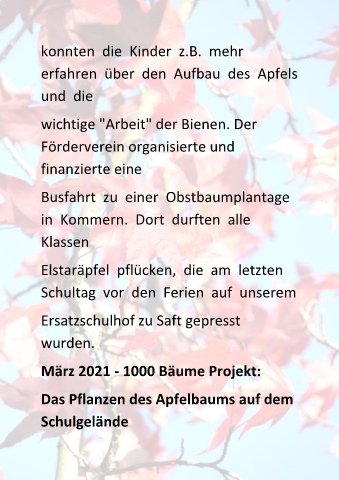 konnten die Kinder z.B. mehr
erfahren über den Aufbau des Apfels
und die
wichtige "Arbeit" der Bienen. Der
Förderverein organisierte und
finanzierte eine
Busfahrt zu einer Obstbaumplantage
in Kommern. Dort durften alle
Klassen
Elstaräpfel pflücken, die am letzten
Schultag vor den Ferien auf unserem
Ersatzschulhof zu Saft gepresst
wurden.
März 2021 - 1000 Bäume Projekt:
Das Pflanzen des Apfelbaums auf dem
Schulgelände